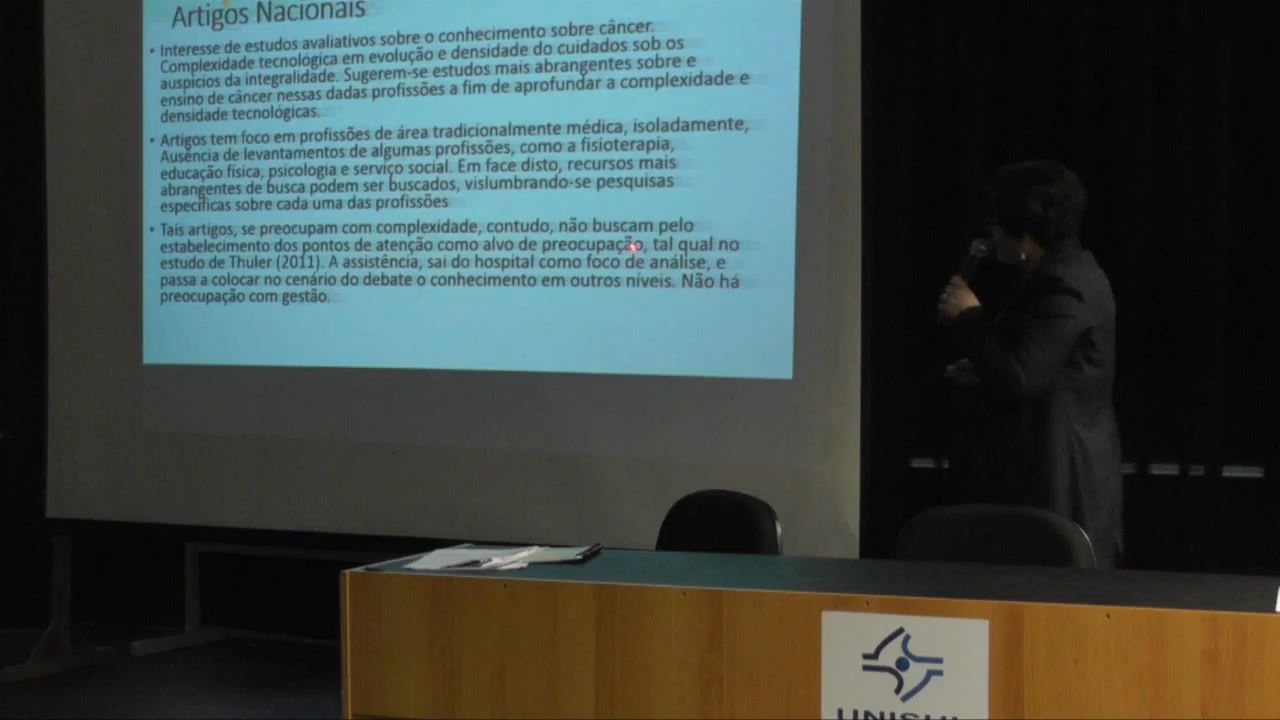 Artigos Nacionais
• Interesse de estudos avaliativos sobre o conhecimento sobre câncer.
Complexidade tecnológica em evolução e densidade do cuidados sob os
auspícios da integralidade. Sugerem-se estudos mais abrangentes sobre e
ensino de câncer nessas dadas profissões a fim de aprofundar a complexidade e
densidade tecnológicas.
• Artigos tem foco em profissões de área tradicionalmente médica, isoladamente,
Ausência de levantamentos de algumas profissões, como a fisioterapia,
educação física, psicologia e serviço social. Em face disto, recursos mais
abrangentes de busca podem ser buscados, vislumbrando-se pesquisas
específicas sobre cada uma das profissões
• Tais artigos, se preocupam com complexidade, contudo, não buscam pelo
estabelecimento dos pontos de atenção como alvo de preocupação, tal qual no
estudo de Thuler (2011). A assistência, sai do hospital como foco de análise, e
passa a colocar no cenário do debate o conhecimento em outros níveis. Não há
preocupação com gestão.
UNISUL